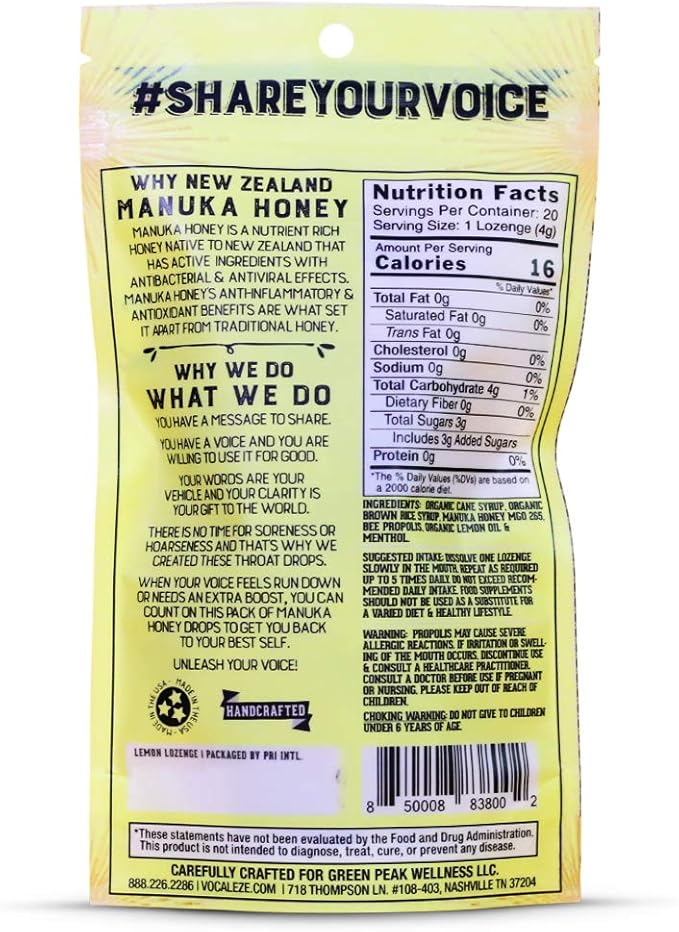 #SHAREYOURVOICE
WHY NEW ZEALAND
MANUKA HONEY
MANUKA HONEY IS A NUTRIENT RICH
HONEY NATIVE TO NEW ZEALAND THAT
HAS ACTIVE INGREDIENTS WITH
ANTIBACTERIAL & ANTIVIRAL EFFECTS.
MANUKA HONEY'S ANTHINFLAMMATORY &
ANTIOXIDANT BENEFITS ARE WHAT SET
IT APART FROM TRADITIONAL HONEY.
WHY WE DO
WHAT WE DO
YOU HAVE A MESSAGE TO SHARE.
YOU HAVE A VOICE AND YOU ARE
WILLING TO USE IT FOR GOOD.
YOUR WORDS ARE YOUR
VEHICLE AND YOUR CLARITY IS
YOUR GIFT TO THE WORLD.
THERE IS NO TIME FOR SORENESS OR
HOARSENESS AND THAT'S WHY WE
CREATED THESE THROAT DROPS.
WHEN YOUR VOICE FEELS RUN DOWN
OR NEEDS AN EXTRA BOOST, YOU CAN
COUNT ON THIS PACK OF MANUKA
HONEY DROPS TO GET YOU BACK
TO YOUR BEST SELF.
UNLEASH YOUR VOICE!
MADE IN THE USA - MADE IN THE USA -
HANDCRAFTED
LEMON LOZENGE | PACKAGED BY PRI INTL.
Nutrition Facts
Servings Per Container: 20
Serving Size: 1 Lozenge (4g)
Amount Per Serving
Calories 16
% Daily Values*
Total Fat 0g 0%
Saturated Fat 0g 0%
Trans Fat 0g
Cholesterol 0g 0%
Sodium 0g 0%
Total Carbohydrate 4g 1%
Dietary Fiber 0g 0%
Total Sugars 3g
Includes 3g Added Sugars
Protein 0g 0%
*The % Daily Values (%DVs) are based on
a 2000 calorie diet.
INGREDIENTS: ORGANIC CANE SYRUP, ORGANIC
BROWN RICE SYRUP, MANUKA HONEY MGO 265,
BEE PROPOLIS, ORGANIC LEMON OIL &
MENTHOL.
SUGGESTED INTAKE: DISSOLVE ONE LOZENGE
SLOWLY IN THE MOUTH. REPEAT AS REQUIRED
UP TO 5 TIMES DAILY. DO NOT EXCEED RECOM-
MENDED DAILY INTAKE. FOOD SUPPLEMENTS
SHOULD NOT BE USED AS A SUBSTITUTE FOR
A VARIED DIET & HEALTHY LIFESTYLE.
WARNING: PROPOLIS MAY CAUSE SEVERE
ALLERGIC REACTIONS. IF IRRITATION OR SWELL-
ING OF THE MOUTH OCCURS, DISCONTINUE USE
& CONSULT A HEALTHCARE PRACTITIONER.
CONSULT A DOCTOR BEFORE USE IF PREGNANT
OR NURSING. PLEASE KEEP OUT OF REACH OF
CHILDREN.
CHOKING WARNING: DO NOT GIVE TO CHILDREN
UNDER 6 YEARS OF AGE.
8 50008 83800 2
*These statements have not been evaluated by the Food and Drug Administration.
This product is not intended to diagnose, treat, cure, or prevent any disease.
CAREFULLY CRAFTED FOR GREEN PEAK WELLNESS LLC.
888.226.2286 | VOCALEZE.COM | 718 THOMPSON LN. #108-403, NASHVILLE TN 37204